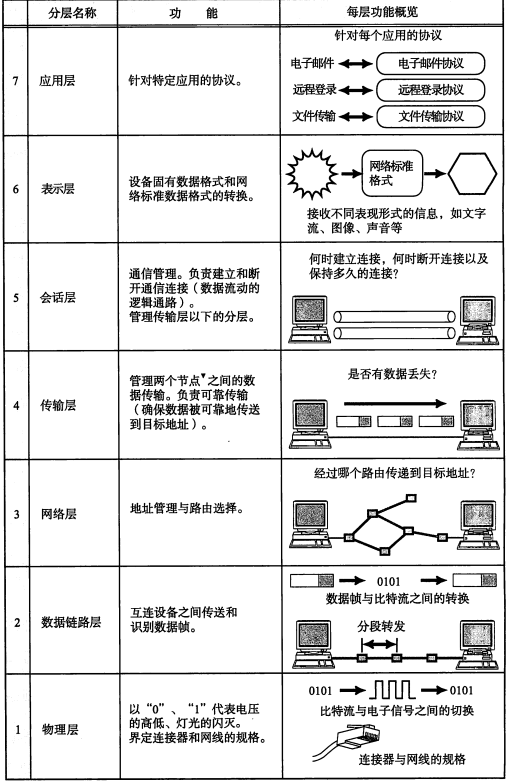 分层名称 功 能 每层功能概览
针对每个应用的协议
7 应用层 针对特定应用的协议。
电子邮件 电子邮件协议
远程登录 远程登录协议
文件传输 文件传输协议
6 表示层
设备固有数据格式和网
络标准数据格式的转换。
网络标准
格式
接收不同表现形式的信息，如文字
流、图像、声音等
5 会话层
通信管理。负责建立和断
开通信连接（数据流动的
逻辑通路）。
管理传输层以下的分层。
何时建立连接，何时断开连接以及
保持多久的连接？
4 传输层
管理两个节点▼之间的数
据传输。负责可靠传输
（确保数据被可靠地传送
到目标地址）。
是否有数据丢失？
3 网络层 地址管理与路由选择。
经过哪个路由传递到目标地址？
2 数据链路层
互连设备之间传送和
识别数据帧。
0101
数据帧与比特流之间的转换
分段转发
1 物理层
以“0”、“1”代表电压
的高低、灯光的闪灭。
界定连接器和网线的规格。
0101 0101
比特流与电子信号之间的切换
连接器与网线的规格